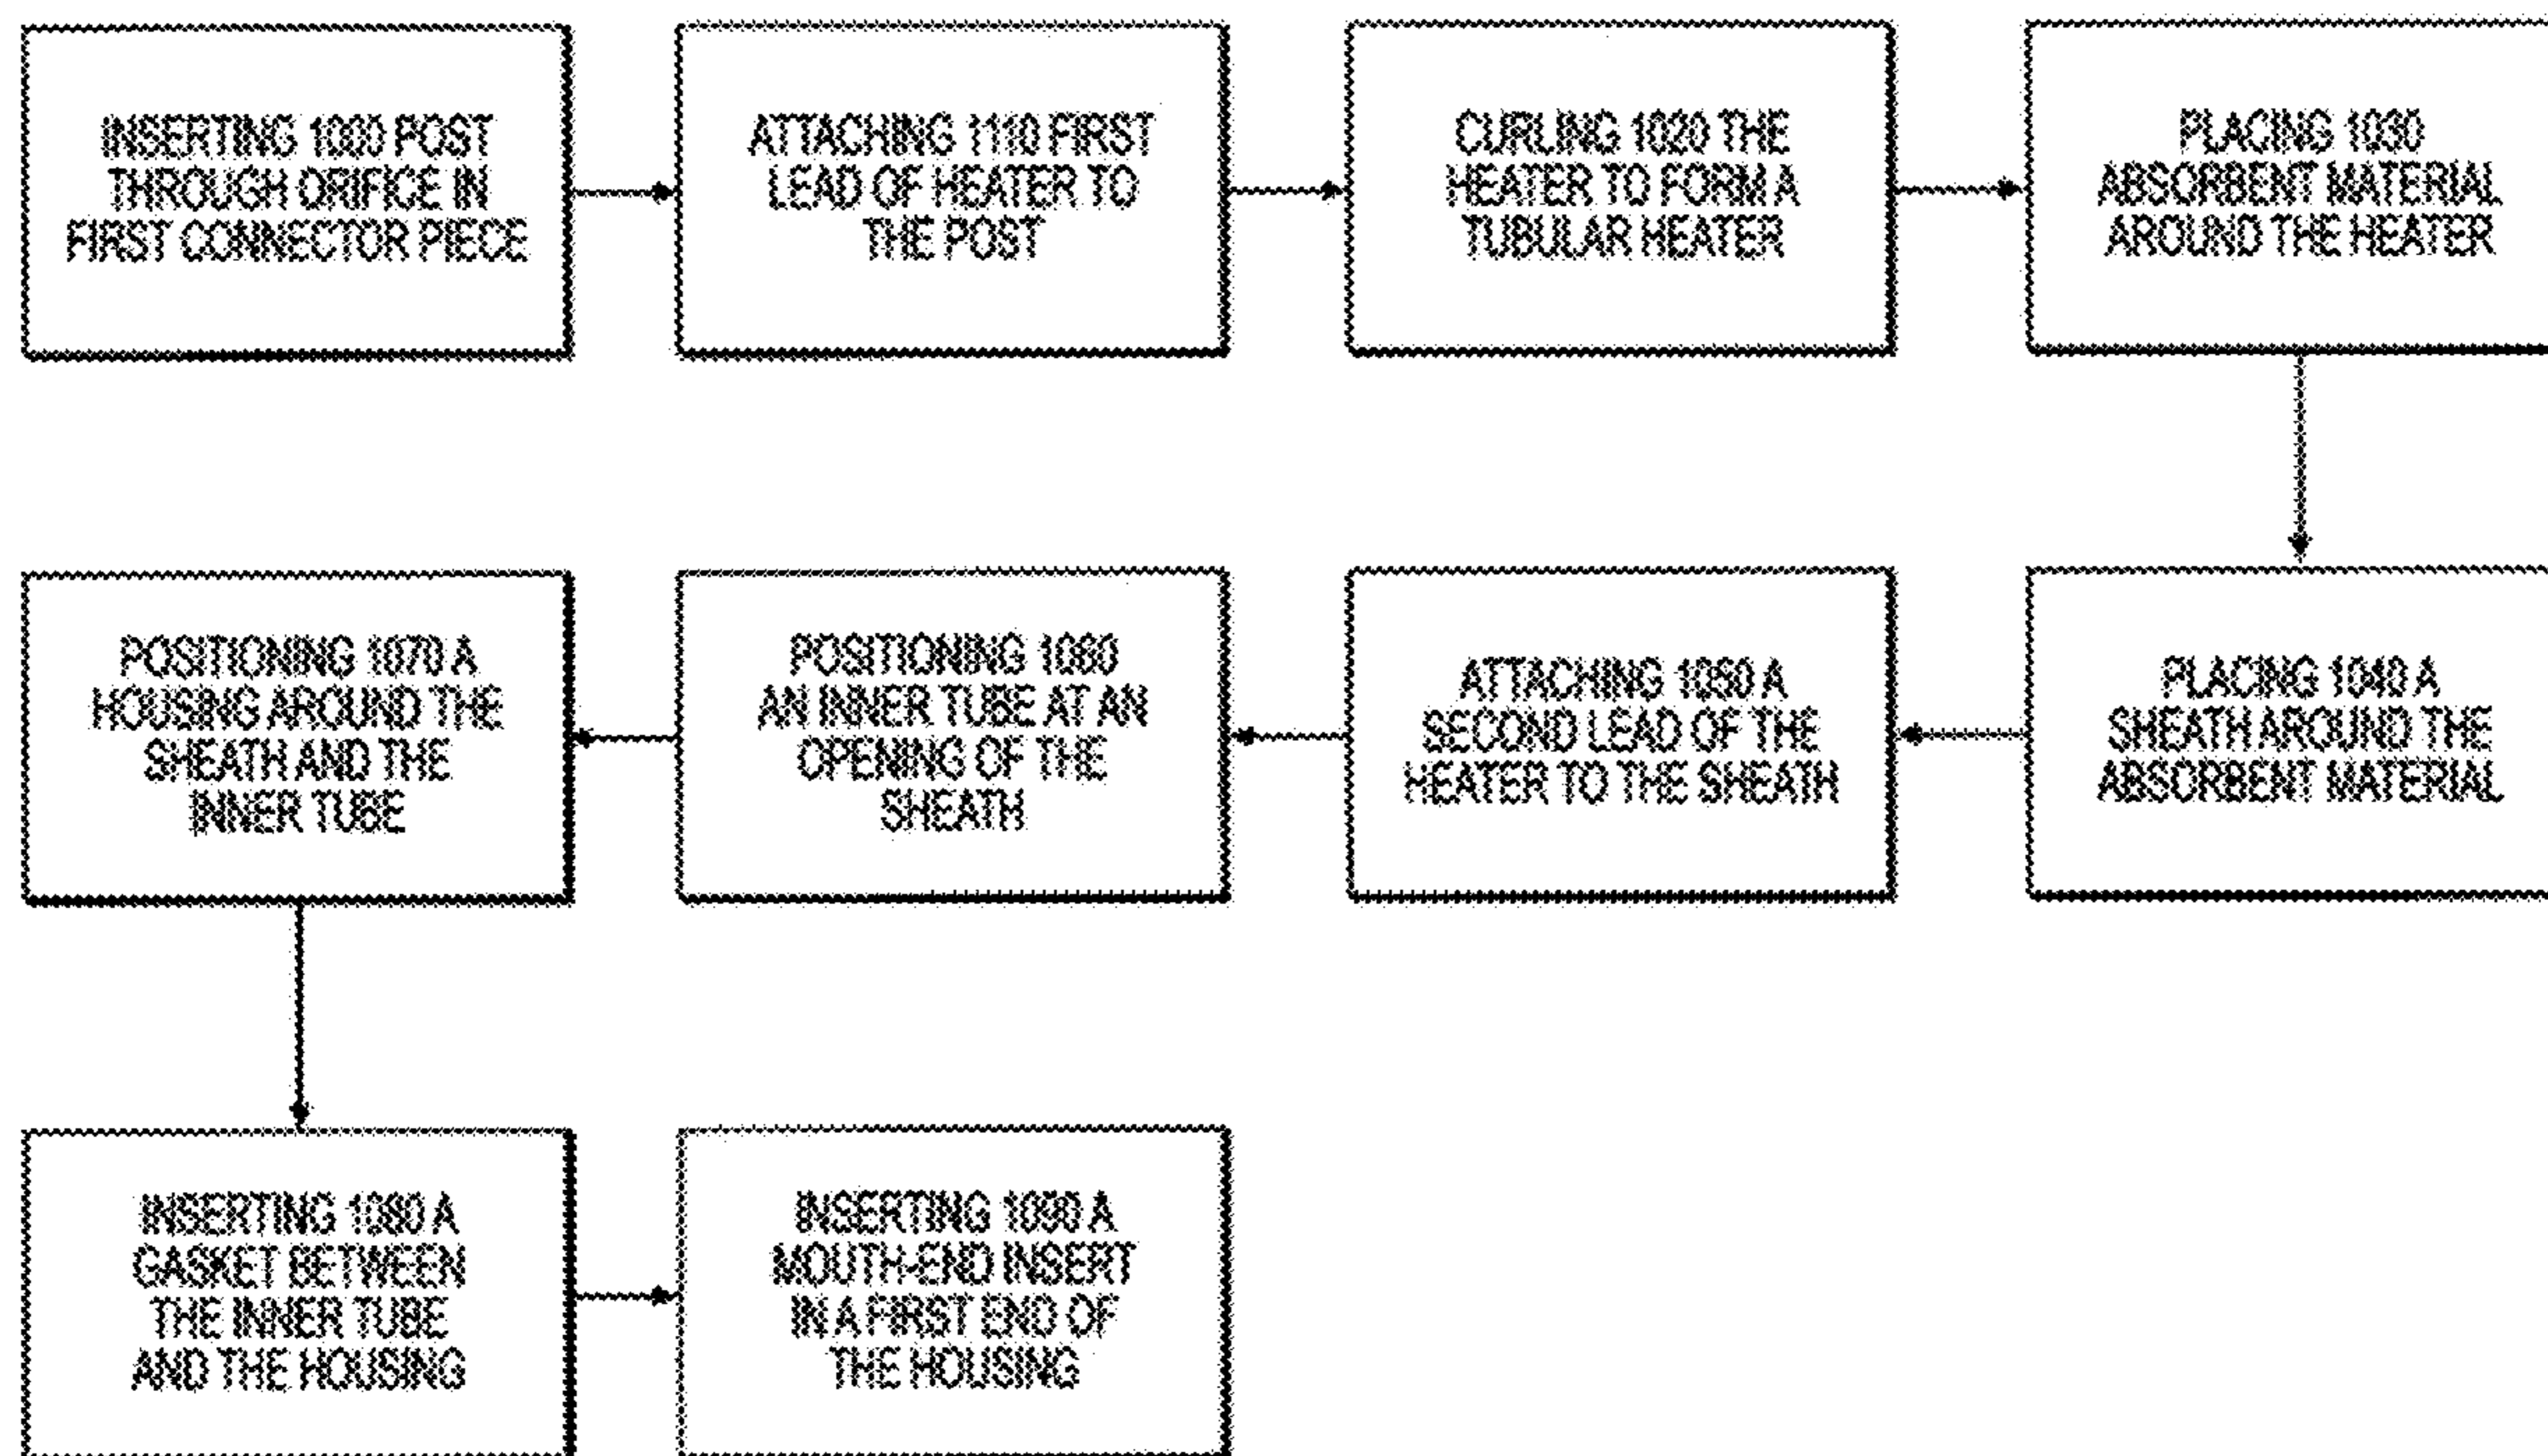 INSERTING 1000 POST
THROUGH ORIFICE IN
FIRST CONNECTOR PIECE
ATTACHING 1110 FIRST
LEAD OF HEATER TO
THE POST
CURLING 1020 THE
HEATER TO FORM A
TUBULAR HEATER
PLACING 1030
ABSORBENT MATERIAL
AROUND THE HEATER
PLACING 1040 A
SHEATH AROUND THE
ABSORBENT MATERIAL
ATTACHING 1050 A
SECOND LEAD OF THE
HEATER TO THE SHEATH
POSITIONING 1060
AN INNER TUBE AT AN
OPENING OF THE
SHEATH
POSITIONING 1070 A
HOUSING AROUND THE
SHEATH AND THE
INNER TUBE
INSERTING 1080 A
GASKET BETWEEN
THE INNER TUBE
AND THE HOUSING
INSERTING 1090 A
MOUTH-END INSERT
IN A FIRST END OF
THE HOUSING